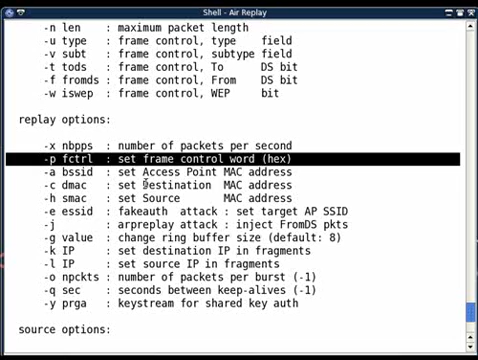 Shell - Air Replay
-n len : maximum packet length
-u type : frame control, type field
-v subt : frame control, subtype field
-t tods : frame control, To DS bit
-f fromds : frame control, From DS bit
-w iswep : frame control, WEP bit
replay options:
-x nbpps : number of packets per second
-p fctrl : set frame control word (hex)
-a bssid : set Access Point MAC address
-c dmac : set Destination MAC address
-h smac : set Source MAC address
-e essid : fakeauth attack : set target AP SSID
-j : arpreplay attack : inject FromDS pkts
-g value : change ring buffer size (default: 8)
-k IP : set destination IP in fragments
-l IP : set source IP in fragments
-o npckts : number of packets per burst (-1)
-q sec : seconds between keep-alives (-1)
-y prga : keystream for shared key auth
source options: